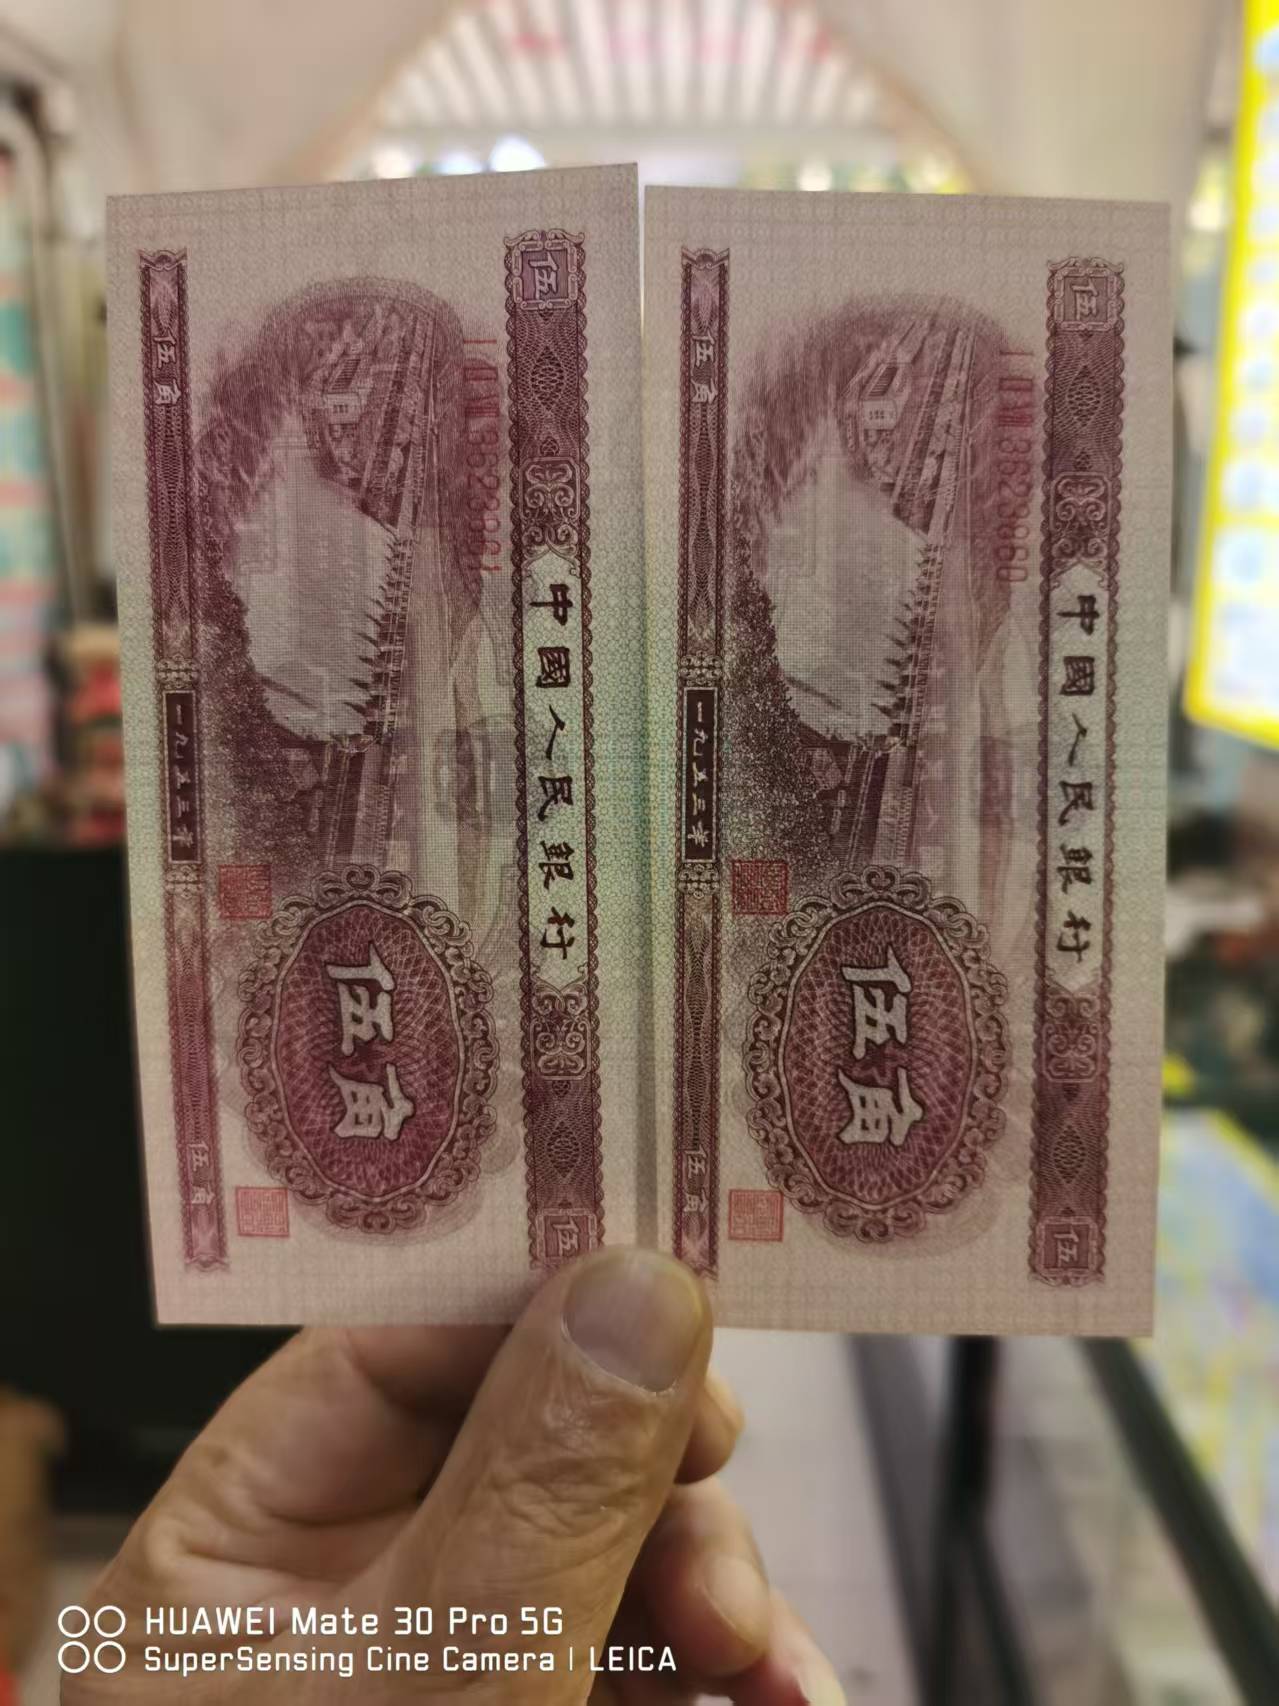 伍 中國人民銀行 伍
3623861
伍角
伍角 一九五三年 伍角
伍 中國人民銀行 伍
3623860
伍角
伍角 一九五三年 伍角
HUAWEI Mate 30 Pro 5G
SuperSensing Cine Camera | LEICA